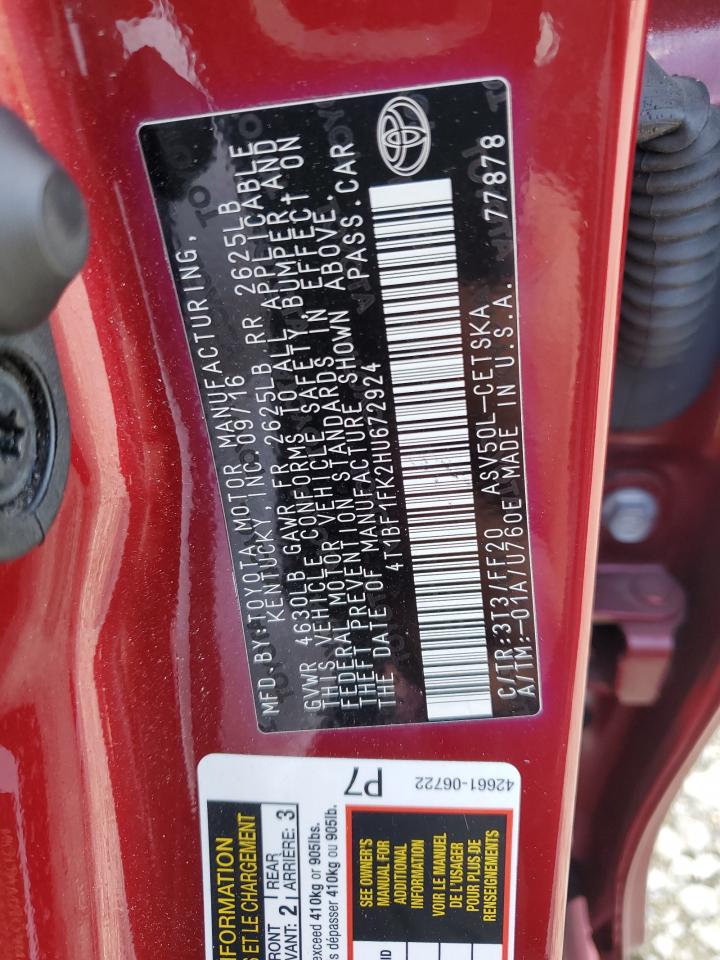 MFD. BY:TOYOTA MOTOR MANUFACTURING,
KENTUCKY, INC. 09/16
GVWR 4630LB GAWR FR 2625LB RR 2625LB
THIS VEHICLE CONFORMS TO ALL APPLICABLE
FEDERAL MOTOR VEHICLE SAFETY, BUMPER, AND
THEFT PREVENTION STANDARDS IN EFFECT ON
THE DATE OF MANUFACTURE SHOWN ABOVE.
4T1BF1FK2HU672924 PASS.CAR
C/TR:3T3/FF20 ASV50L-CETSKA
A/TM:-01A/U760E MADE IN U.S.A. 77878
P7
42661-06722
INFORMATION
S ET LE CHARGEMENT
FRONT
AVANT: 2
REAR
ARRIÈRE: 3
exceed 410kg or 905lbs.
s dépasser 410kg ou 905lb.
SEE OWNER'S
MANUAL FOR
ADDITIONAL
INFORMATION
VOIR LE MANUEL
DE L'USAGER
POUR PLUS DE
RENSEIGNEMENTS